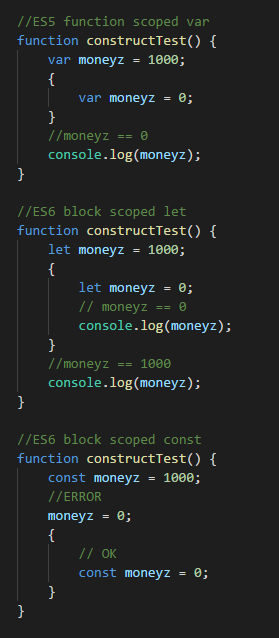 //ES5 function scoped var
function constructTest() {
    var moneyz = 1000;
    {
        var moneyz = 0;
    }
    //moneyz == 0
    console.log(moneyz);
}

//ES6 block scoped let
function constructTest() {
    let moneyz = 1000;
    {
        let moneyz = 0;
        // moneyz == 0
        console.log(moneyz);
    }
    //moneyz == 1000
    console.log(moneyz);
}

//ES6 block scoped const
function constructTest() {
    const moneyz = 1000;
    //ERROR
    moneyz = 0;
    {
        // OK
        const moneyz = 0;
    }
}